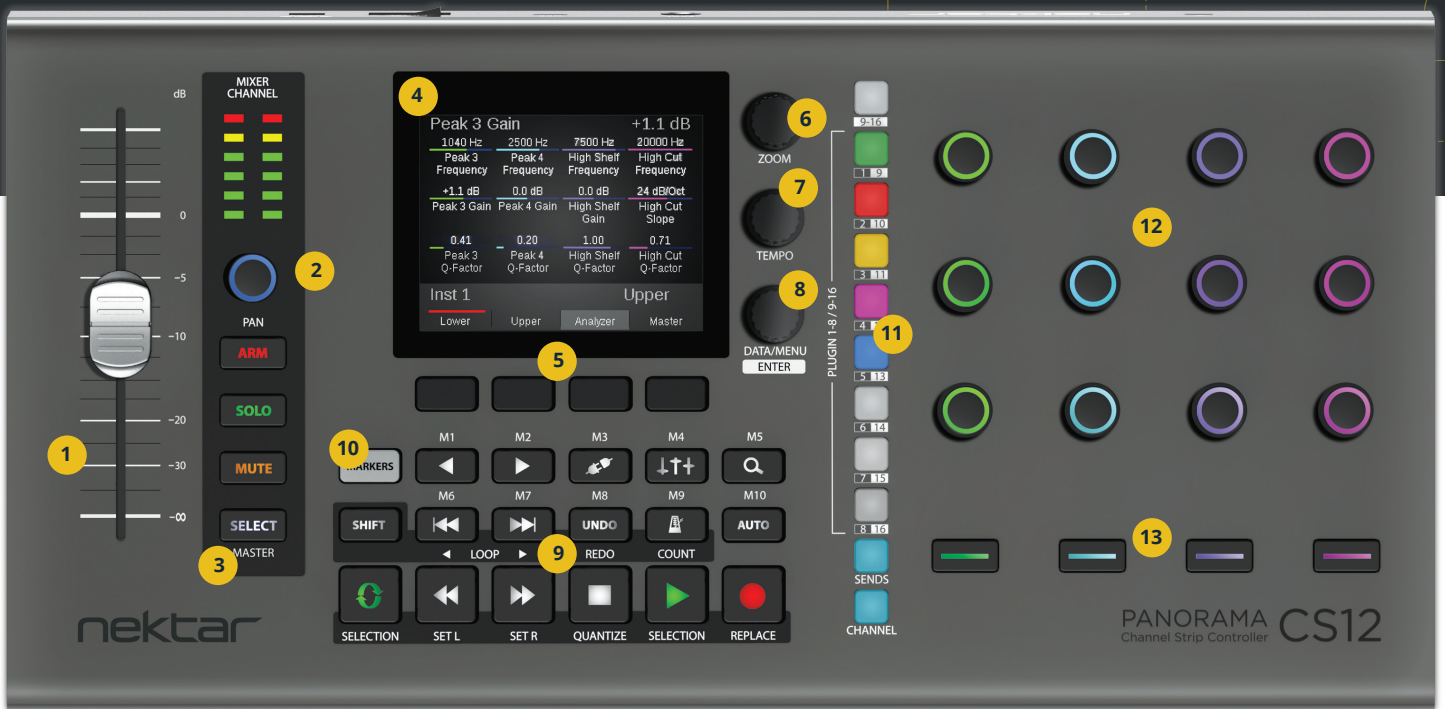 MIXER
CHANNEL
dB
0
-5
-10
-20
-30
-∞
1
2
PAN
ARM
SOLO
MUTE
SELECT
MASTER
3
nektar
4
Peak 3 Gain +1.1 dB
1040 Hz 2500 Hz 7500 Hz 20000 Hz
Peak 3 Peak 4 High Shelf High Cut
Frequency Frequency Frequency Frequency
+1.1 dB 0.0 dB 0.0 dB 24 dB/Oct
Peak 3 Gain Peak 4 Gain High Shelf High Cut
Gain Slope
0.41 0.20 1.00 0.71
Peak 3 Peak 4 High Shelf High Cut
Q-Factor Q-Factor Q-Factor Q-Factor
Inst 1 Upper
Lower Upper Analyzer Master
5
6
ZOOM
7
TEMPO
8
DATA/MENU
ENTER
10
M1 M2 M3 M4 M5
M6 M7 M8 M9 M10
SHIFT UNDO AUTO
LOOP 9 REDO COUNT
SELECTION SET L SET R QUANTIZE SELECTION REPLACE
PLUGIN 1-8 / 9-16
9-16
1 9
2 10
3 11
4
11
5 13
6 14
7 15
8 16
SENDS
CHANNEL
12
13
PANORAMA CS12
Channel Strip Controller